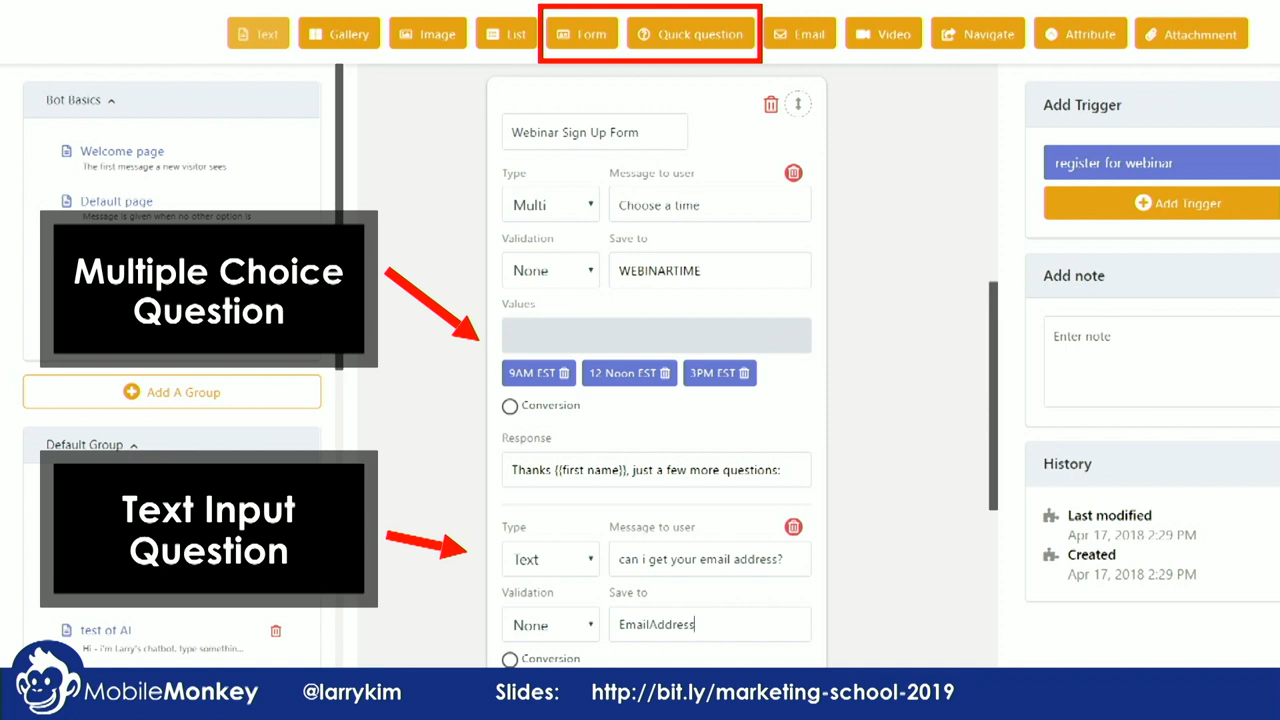 Text
Gallery
Image
List
Form
Quick question
Email
Video
Navigate
Attribute
Attachment
Bot Basics
Welcome page
The first message a new visitor sees
Default page
Message is given when no other option is
Multiple Choice
Question
Add A Group
Default Group
Text Input
Question
test of AI
Hi - i'm Larry's chatbot, type somethin...
Webinar Sign Up Form
Type Message to user
Multi Choose a time
Validation Save to
None WEBINARTIME
Values
9AM EST 12 Noon EST 3PM EST
Conversion
Response
Thanks {{first name}}, just a few more questions:
Type Message to user
Text can i get your email address?
Validation Save to
None EmailAddress
Conversion
Add Trigger
register for webinar
Add Trigger
Add note
Enter note
History
Last modified
Apr 17, 2018 2:29 PM
Created
Apr 17, 2018 2:29 PM
MobileMonkey @larrykim Slides: http://bit.ly/marketing-school-2019